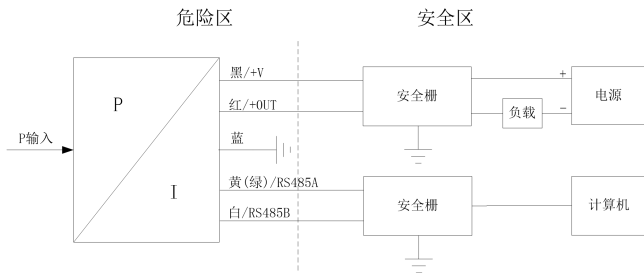 危险区
安全区
黑/+V
P
安全栅
+
电源
红/+OUT
负载
−
P输入
蓝
I
黄(绿)/RS485A
安全栅
计算机
白/RS485B